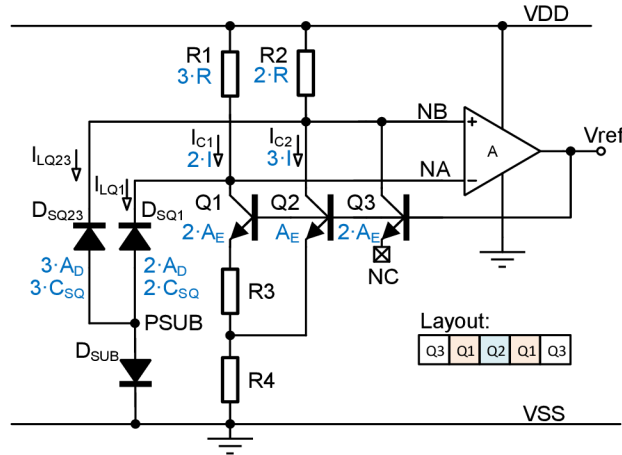 VDD
R1
3·R
R2
2·R
NB
+
A
Vref
I_C1
2·I
I_C2
3·I
NA
−
I_LQ23
I_LQ1
D_SQ23
D_SQ1
Q1
Q2
Q3
2·A_E
A_E
2·A_E
3·A_D
3·C_SQ
2·A_D
2·C_SQ
NC
R3
PSUB
D_SUB
R4
Layout:
Q3 Q1 Q2 Q1 Q3
VSS